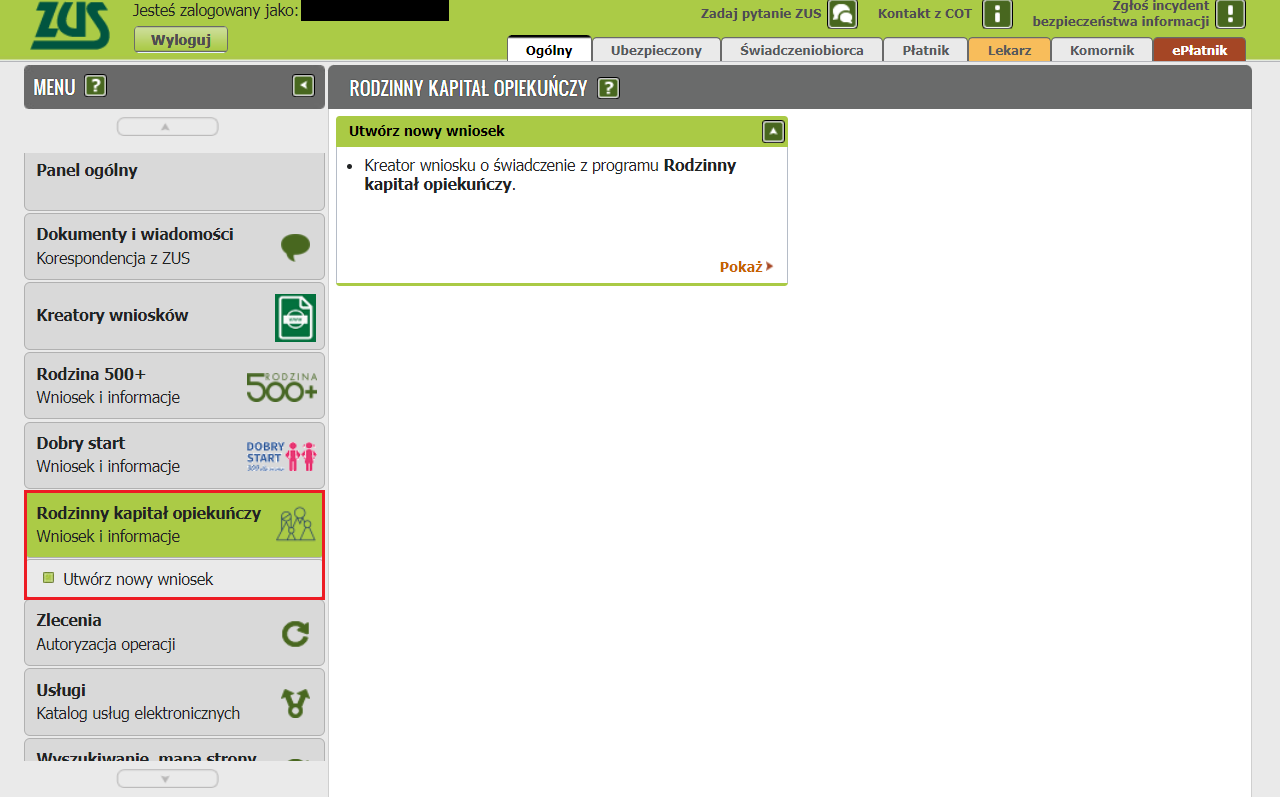 ZUS
Jesteś zalogowany jako:
Wyloguj
Zadaj pytanie ZUS
Kontakt z COT
Zgłoś incydent
bezpieczeństwa informacji
Ogólny
Ubezpieczony
Świadczeniobiorca
Płatnik
Lekarz
Komornik
ePłatnik
MENU ?
RODZINNY KAPITAŁ OPIEKUŃCZY ?
Utwórz nowy wniosek
Kreator wniosku o świadczenie z programu Rodzinny
kapitał opiekuńczy.
Pokaż
Panel ogólny
Dokumenty i wiadomości
Korespondencja z ZUS
Kreatory wniosków
Rodzina 500+
Wniosek i informacje
RODZINA
500+
Dobry start
Wniosek i informacje
DOBRY
START
Rodzinny kapitał opiekuńczy
Wniosek i informacje
Utwórz nowy wniosek
Zlecenia
Autoryzacja operacji
Usługi
Katalog usług elektronicznych
Wyszukiwanie, mapa strony